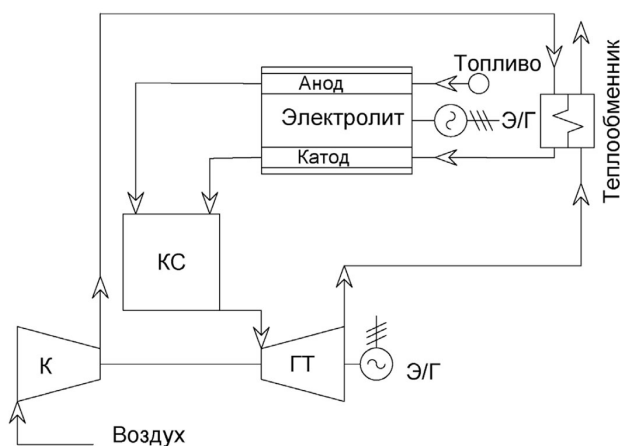 Топливо
Анод
Электролит
Э/Г
Катод
Теплообменник
КС
К
ГТ
Э/Г
Воздух